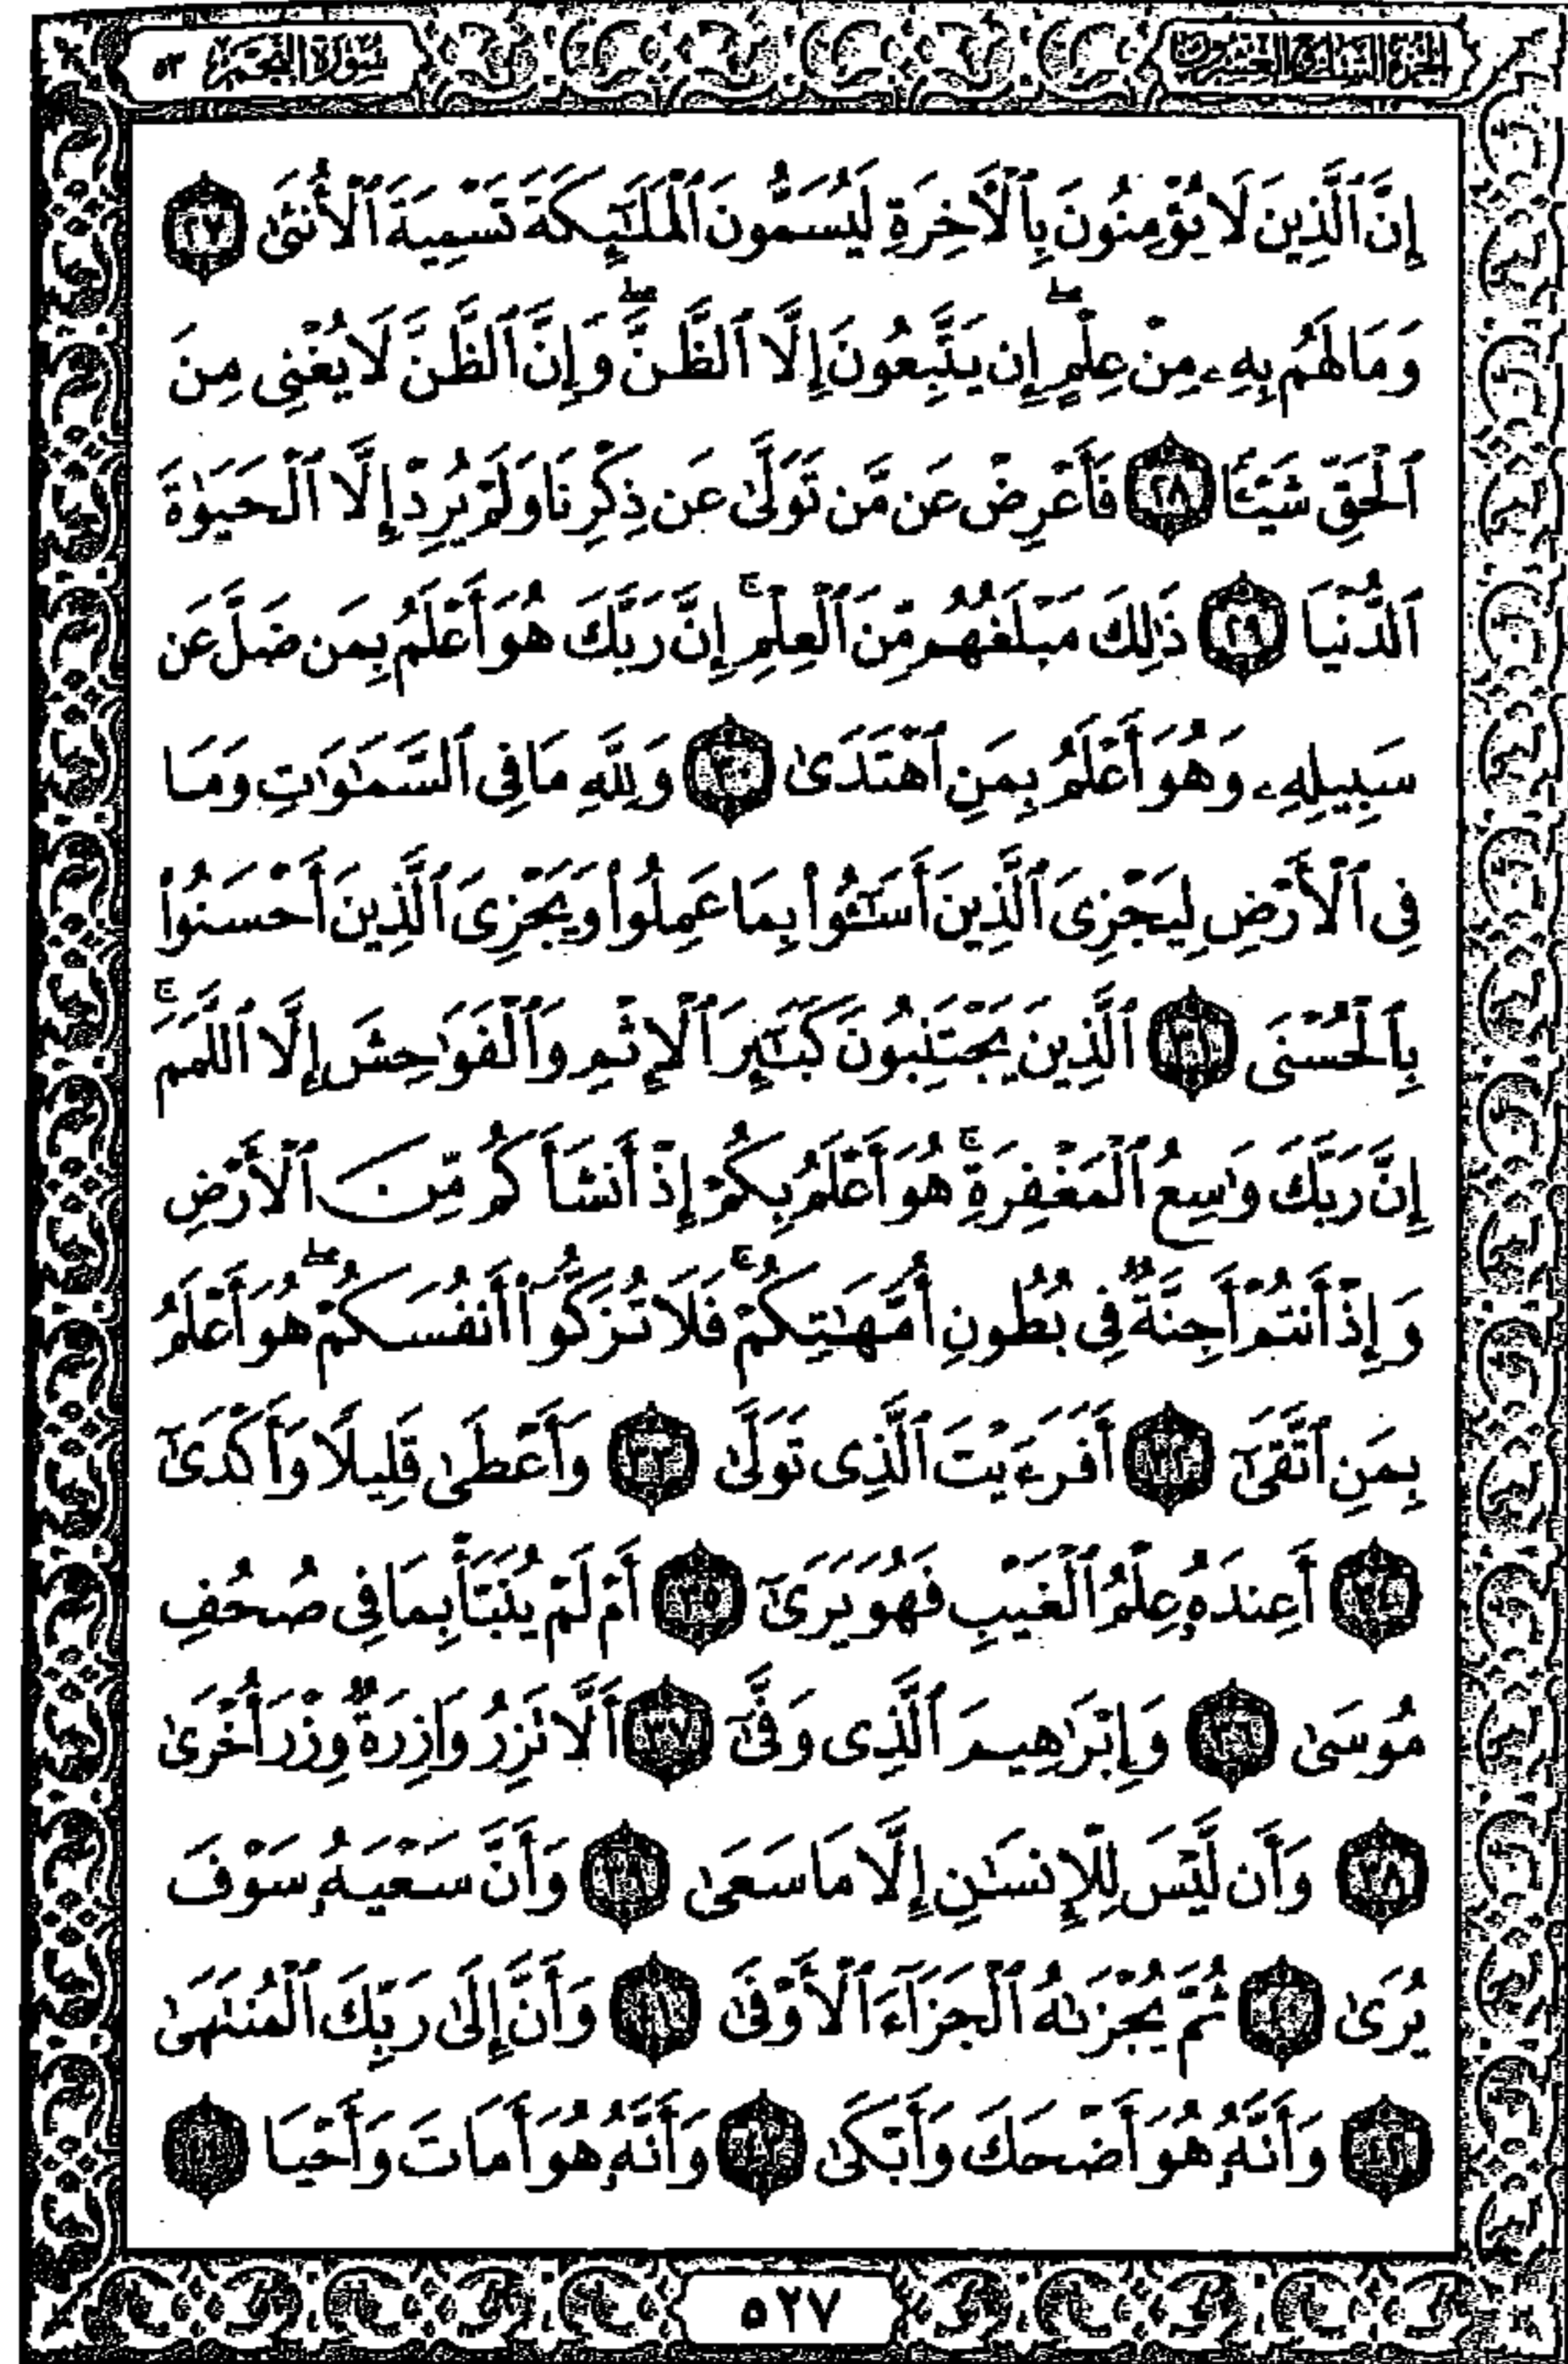 الجزء السابع والعشرون
سورة النجم ٥٣
إِنَّ ٱلَّذِينَ لَا يُؤْمِنُونَ بِٱلْأٓخِرَةِ لَيُسَمُّونَ ٱلْمَلَٰٓئِكَةَ تَسْمِيَةَ ٱلْأُنثَىٰ ٢٧
وَمَا لَهُم بِهِۦ مِنْ عِلْمٍ ۖ إِن يَتَّبِعُونَ إِلَّا ٱلظَّنَّ ۖ وَإِنَّ ٱلظَّنَّ لَا يُغْنِى مِنَ
ٱلْحَقِّ شَيْـًٔا ٢٨ فَأَعْرِضْ عَن مَّن تَوَلَّىٰ عَن ذِكْرِنَا وَلَمْ يُرِدْ إِلَّا ٱلْحَيَوٰةَ
ٱلدُّنْيَا ٢٩ ذَٰلِكَ مَبْلَغُهُم مِّنَ ٱلْعِلْمِ ۚ إِنَّ رَبَّكَ هُوَ أَعْلَمُ بِمَن ضَلَّ عَن
سَبِيلِهِۦ وَهُوَ أَعْلَمُ بِمَنِ ٱهْتَدَىٰ ٣٠ وَلِلَّهِ مَا فِى ٱلسَّمَٰوَٰتِ وَمَا
فِى ٱلْأَرْضِ لِيَجْزِىَ ٱلَّذِينَ أَسَٰٓـُٔوا۟ بِمَا عَمِلُوا۟ وَيَجْزِىَ ٱلَّذِينَ أَحْسَنُوا۟
بِٱلْحُسْنَى ٣١ ٱلَّذِينَ يَجْتَنِبُونَ كَبَٰٓئِرَ ٱلْإِثْمِ وَٱلْفَوَٰحِشَ إِلَّا ٱللَّمَمَ ۚ
إِنَّ رَبَّكَ وَٰسِعُ ٱلْمَغْفِرَةِ ۚ هُوَ أَعْلَمُ بِكُمْ إِذْ أَنشَأَكُم مِّنَ ٱلْأَرْضِ
وَإِذْ أَنتُمْ أَجِنَّةٌ فِى بُطُونِ أُمَّهَٰتِكُمْ ۖ فَلَا تُزَكُّوٓا۟ أَنفُسَكُمْ ۖ هُوَ أَعْلَمُ
بِمَنِ ٱتَّقَىٰٓ ٣٢ أَفَرَءَيْتَ ٱلَّذِى تَوَلَّىٰ ٣٣ وَأَعْطَىٰ قَلِيلًا وَأَكْدَىٰٓ
٣٤ أَعِندَهُۥ عِلْمُ ٱلْغَيْبِ فَهُوَ يَرَىٰٓ ٣٥ أَمْ لَمْ يُنَبَّأْ بِمَا فِى صُحُفِ
مُوسَىٰ ٣٦ وَإِبْرَٰهِيمَ ٱلَّذِى وَفَّىٰٓ ٣٧ أَلَّا تَزِرُ وَازِرَةٌ وِزْرَ أُخْرَىٰ
٣٨ وَأَن لَّيْسَ لِلْإِنسَٰنِ إِلَّا مَا سَعَىٰ ٣٩ وَأَنَّ سَعْيَهُۥ سَوْفَ
يُرَىٰ ٤٠ ثُمَّ يُجْزَىٰهُ ٱلْجَزَآءَ ٱلْأَوْفَىٰ ٤١ وَأَنَّ إِلَىٰ رَبِّكَ ٱلْمُنتَهَىٰ
٤٢ وَأَنَّهُۥ هُوَ أَضْحَكَ وَأَبْكَىٰ ٤٣ وَأَنَّهُۥ هُوَ أَمَاتَ وَأَحْيَا ٤٤
٥٢٧